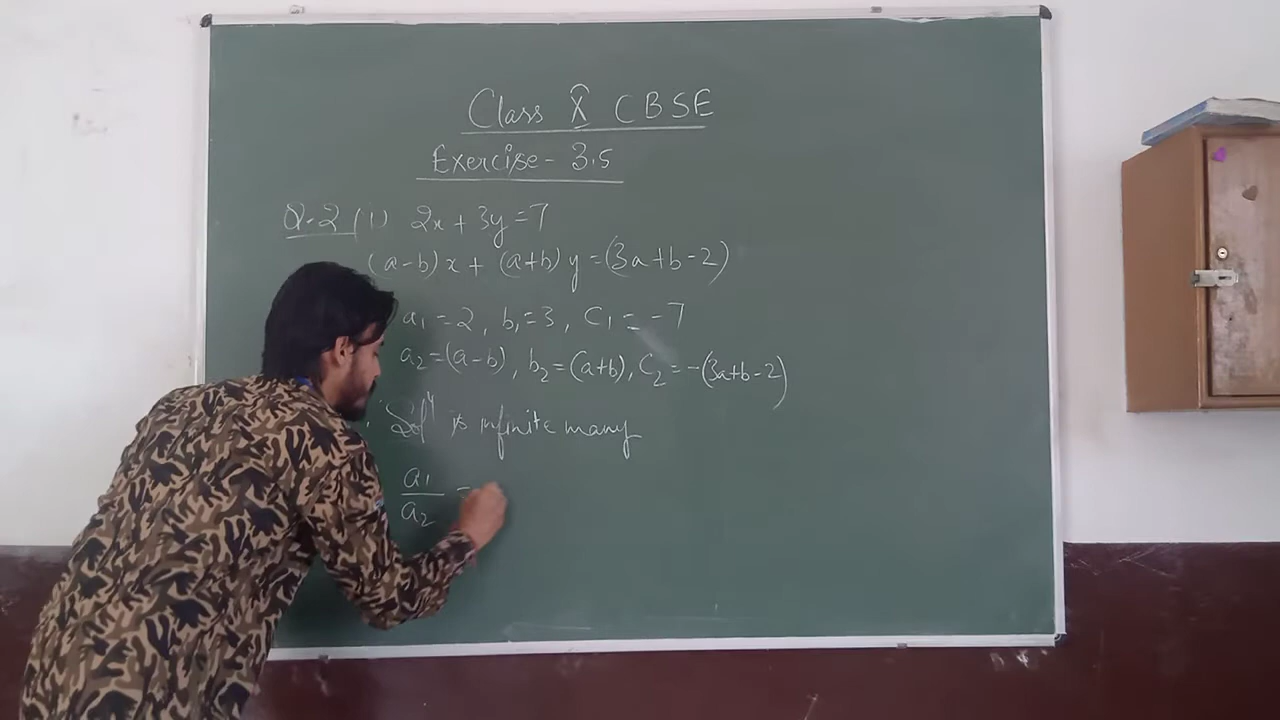 Class X CBSE
Exercise - 3.5
Q-2 (1) 2x + 3y = 7
(a-b)x + (a+b)y = (3a+b-2)
a₁ = 2, b₁ = 3, C₁ = -7
a₂ = (a-b), b₂ = (a+b), C₂ = -(3a+b-2)
Solⁿ is infinite many
a₁/a₂ =